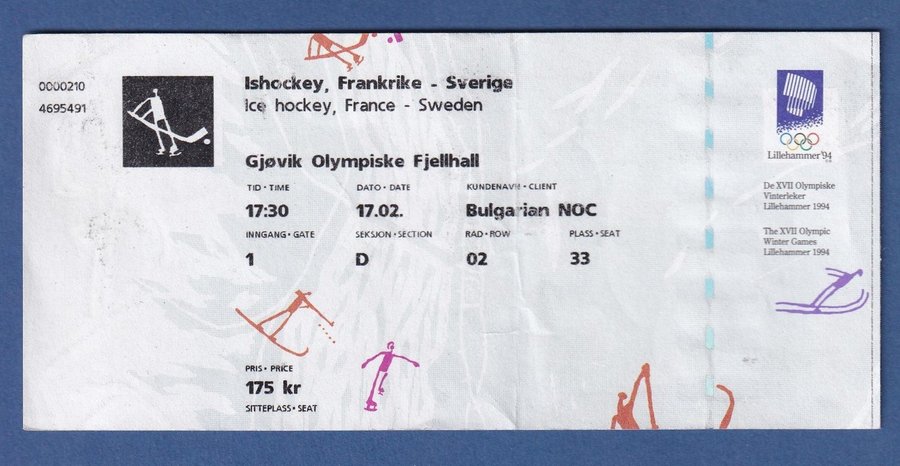 0000210
4695491
Ishockey, Frankrike - Sverige
Ice hockey, France - Sweden
Gjøvik Olympiske Fjellhall
TID • TIME
DATO • DATE
KUNDENAVN • CLIENT
17:30
17.02.
Bulgarian NOC
INNGANG • GATE
SEKSJON • SECTION
RAD • ROW
PLASS • SEAT
1
D
02
33
PRIS • PRICE
175 kr
SITTEPLASS • SEAT
Lillehammer '94
De XVII Olympiske
Vinterleker
Lillehammer 1994
The XVII Olympic
Winter Games
Lillehammer 1994